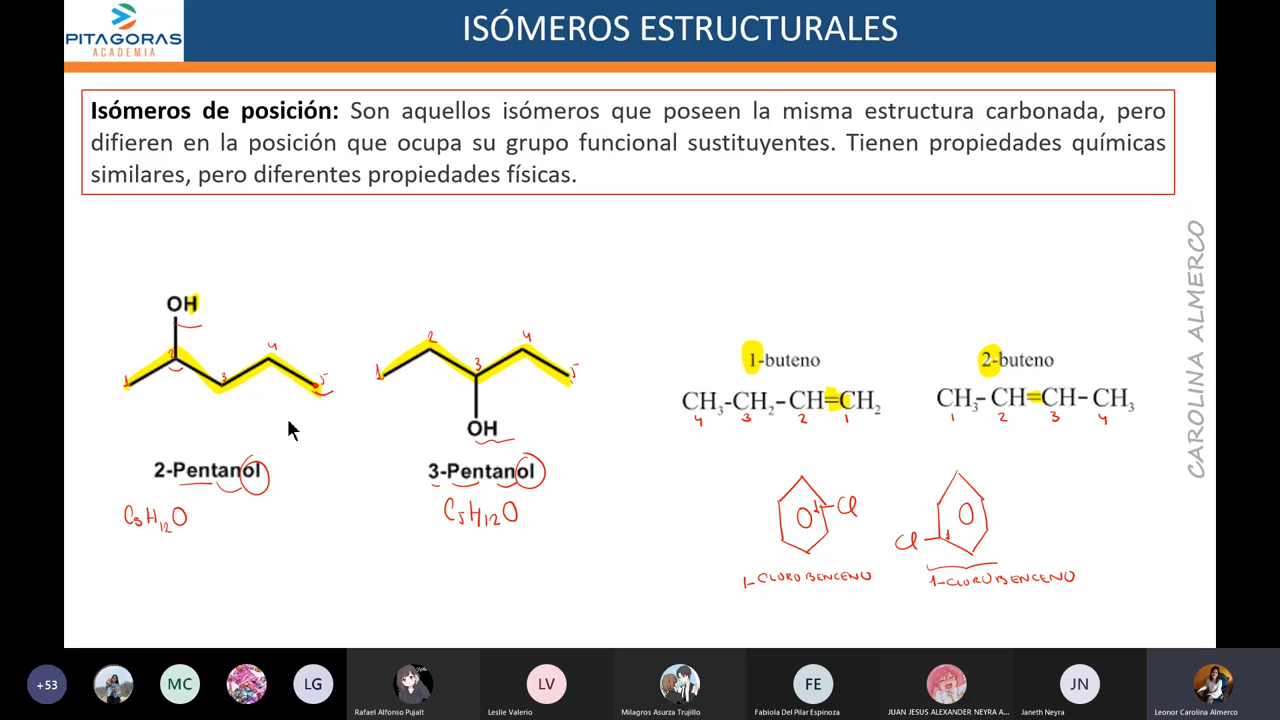 PITAGORAS
ACADEMIA
ISÓMEROS ESTRUCTURALES
Isómeros de posición: Son aquellos isómeros que poseen la misma estructura carbonada, pero
difieren en la posición que ocupa su grupo funcional sustituyentes. Tienen propiedades químicas
similares, pero diferentes propiedades físicas.
CAROLINA ALMERCO
OH
1 2 3 4 5
2-Pentanol
C5H12O
1 2 3 4 5
OH
3-Pentanol
C5H12O
1-buteno
CH3-CH2-CH=CH2
4 3 2 1
2-buteno
CH3-CH=CH-CH3
1 2 3 4
1 Cl
1-CLOROBENCENO
Cl 1
1-CLOROBENCENO
+53
MC
LG
Rafael Alfonso Pujalt
LV
Leslie Valerio
Milagros Asurza Trujillo
FE
Fabiola Del Pilar Espinoza
JUAN JESUS ALEXANDER NEYRA A...
JN
Janeth Neyra
Leonor Carolina Almerco